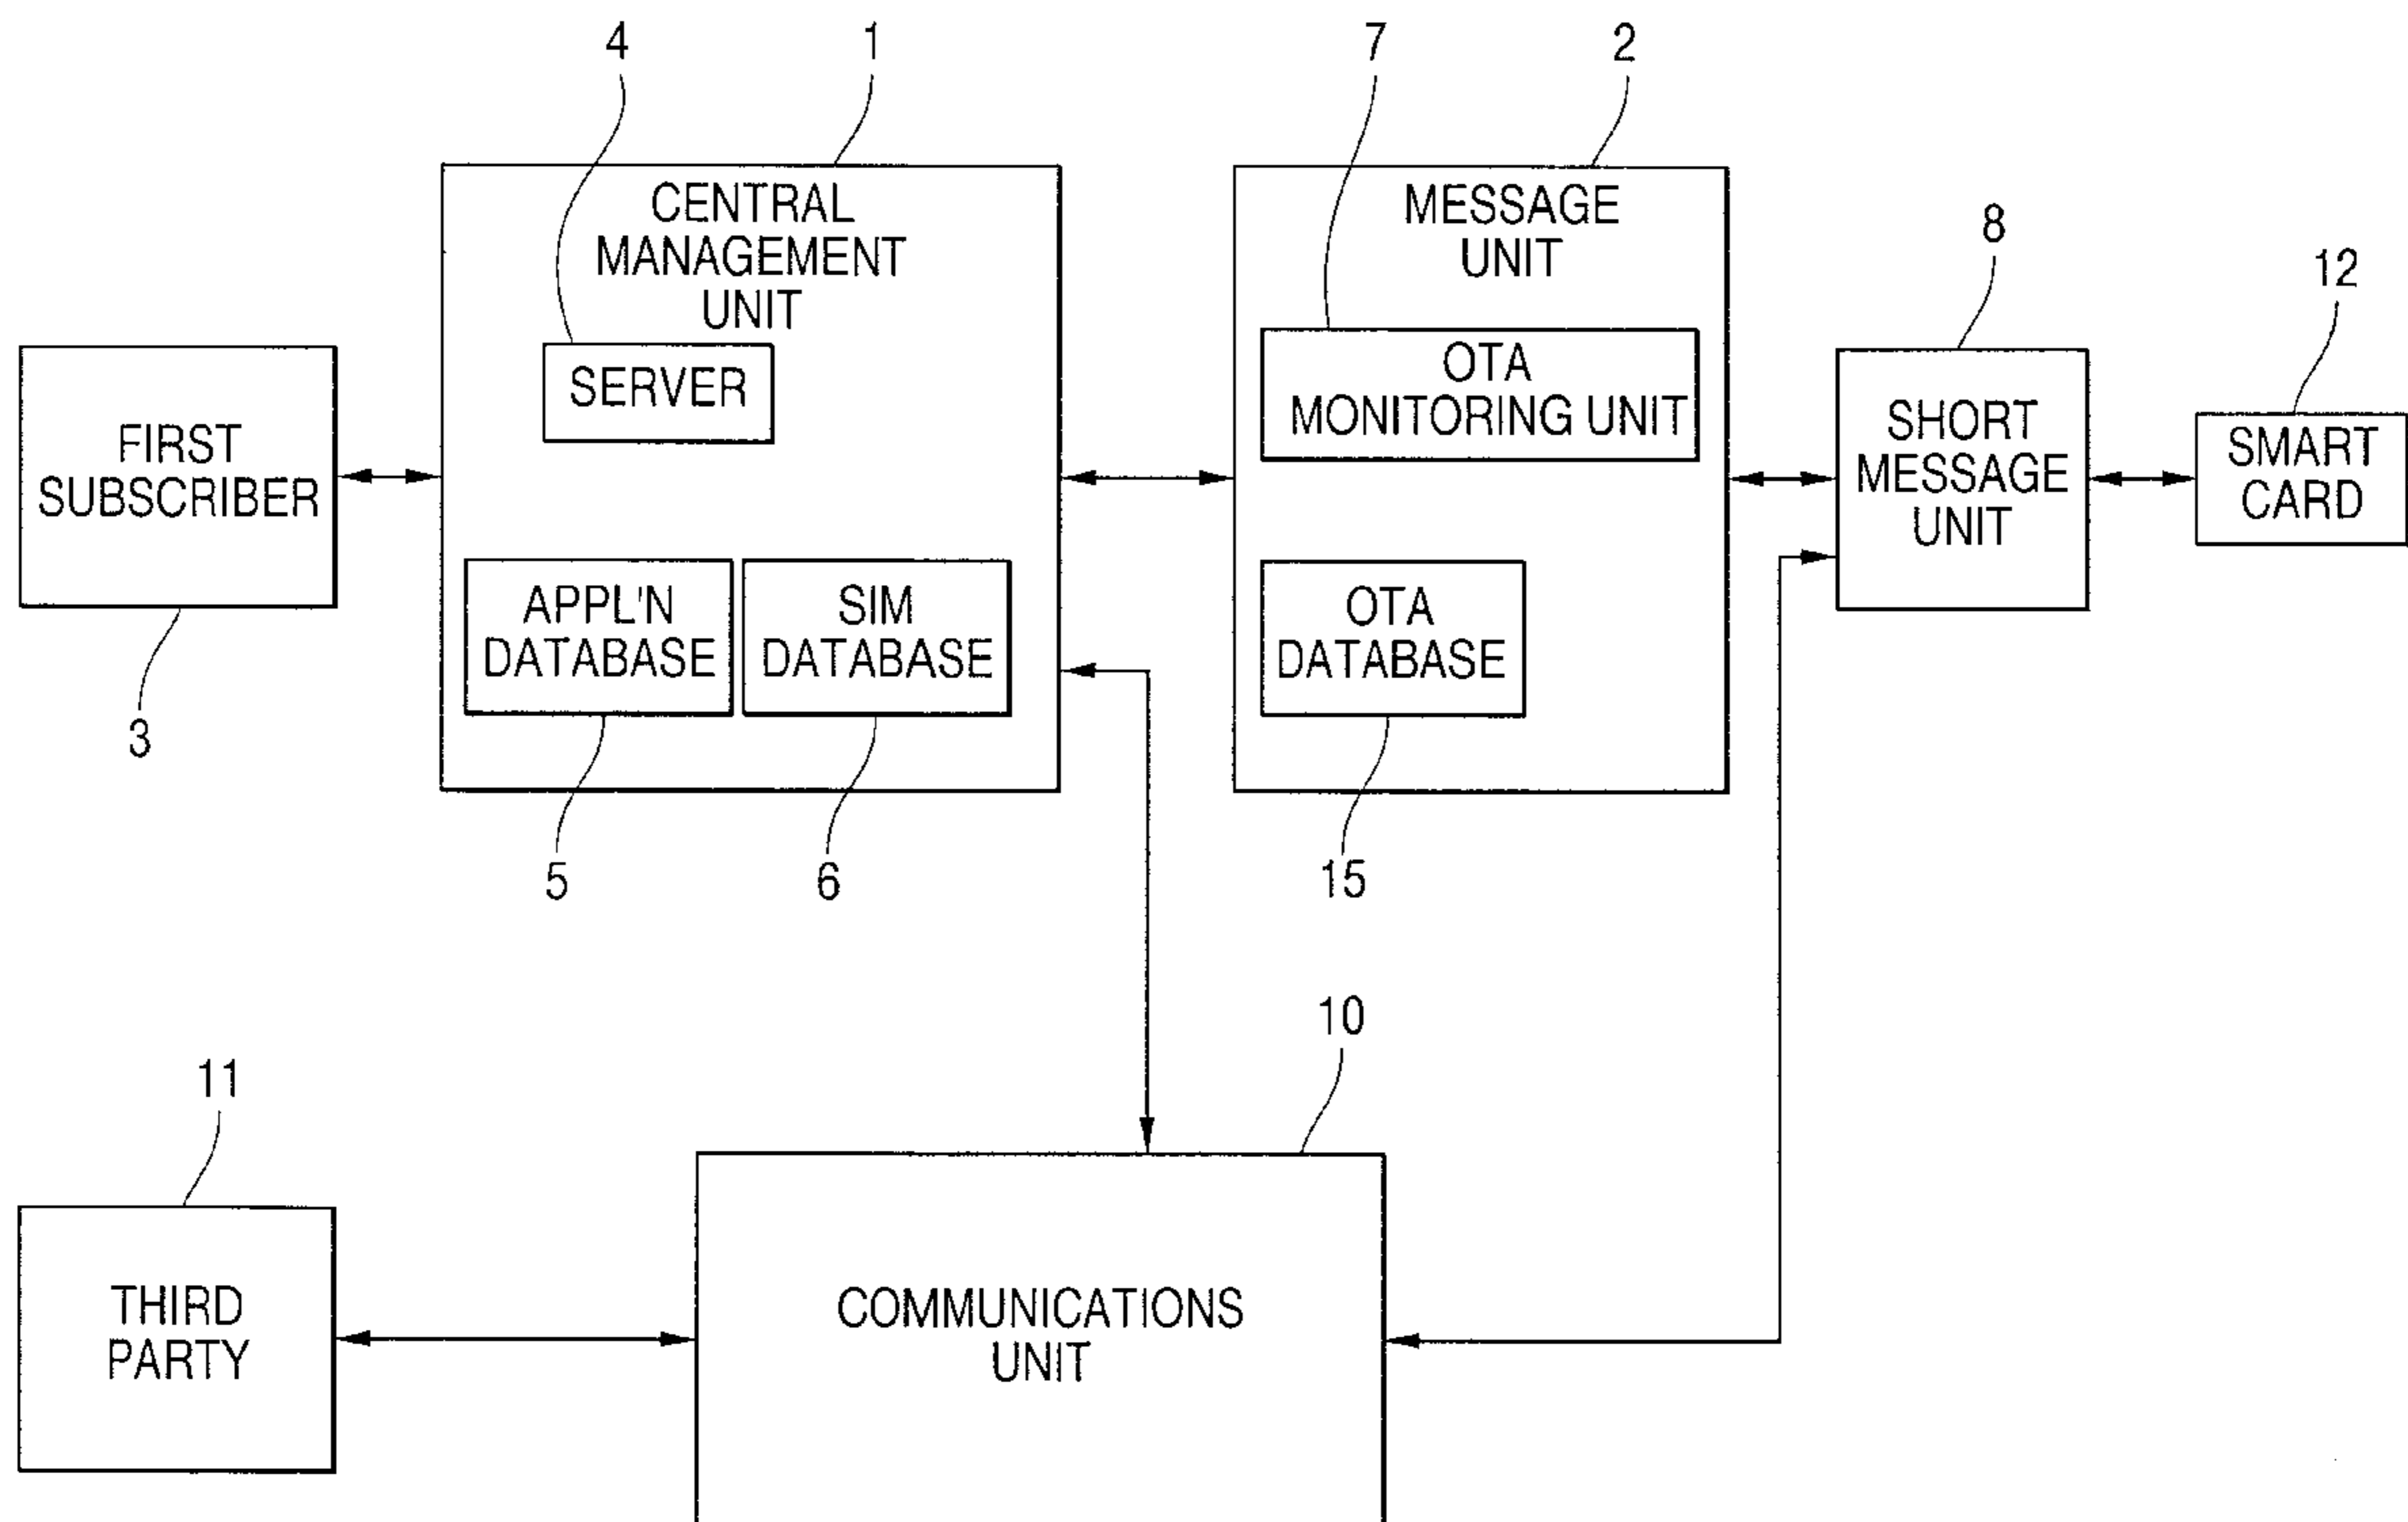 4
1
7
2
CENTRAL
MANAGEMENT
UNIT
MESSAGE
UNIT
8
12
SERVER
OTA
MONITORING UNIT
FIRST
SUBSCRIBER
SHORT
MESSAGE
UNIT
SMART
CARD
APPL'N
DATABASE
SIM
DATABASE
OTA
DATABASE
3
5
6
15
10
11
THIRD
PARTY
COMMUNICATIONS
UNIT